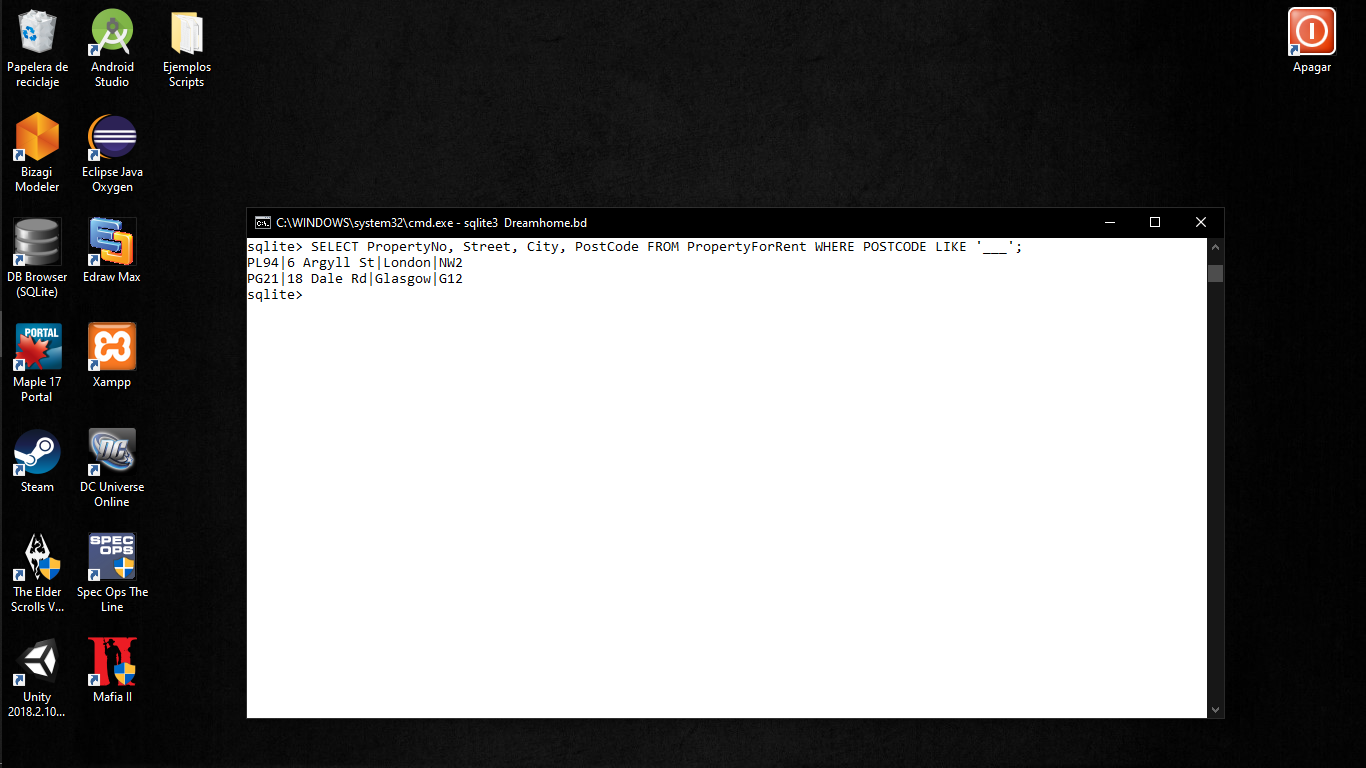 Papelera de
reciclaje
Android
Studio
Ejemplos
Scripts
Apagar
Bizagi
Modeler
Eclipse Java
Oxygen
DB Browser
(SQLite)
Edraw Max
PORTAL
Maple 17
Portal
Xampp
Steam
DC
DC Universe
Online
The Elder
Scrolls V...
SPEC
OPS
Spec Ops The
Line
Unity
2018.2.10...
II
Mafia II
C:\WINDOWS\system32\cmd.exe - sqlite3 Dreamhome.bd
sqlite> SELECT PropertyNo, Street, City, PostCode FROM PropertyForRent WHERE POSTCODE LIKE '___';
PL94|6 Argyll St|London|NW2
PG21|18 Dale Rd|Glasgow|G12
sqlite>